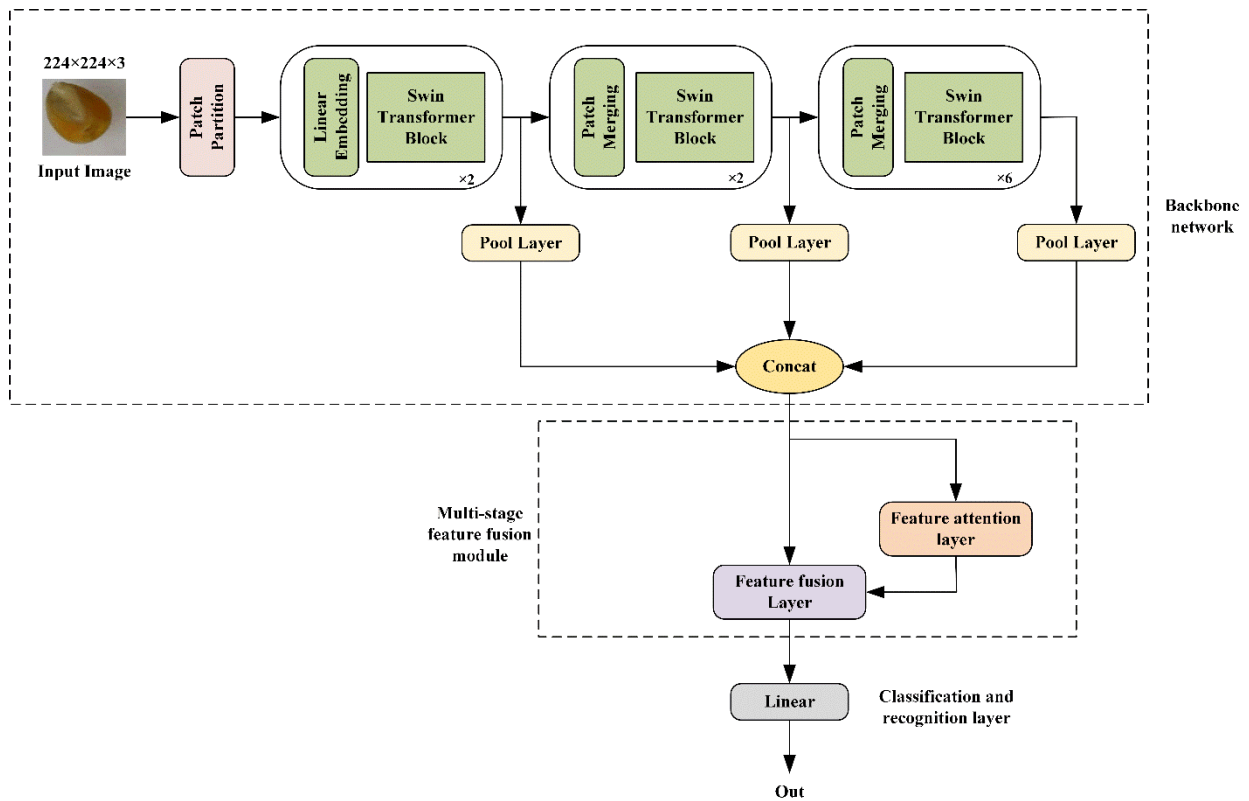 224×224×3
Input Image
Patch
Partition
Linear
Embedding
Swin
Transformer
Block
×2
Patch
Merging
Swin
Transformer
Block
×2
Patch
Merging
Swin
Transformer
Block
×6
Pool Layer
Pool Layer
Pool Layer
Backbone
network
Concat
Multi-stage
feature fusion
module
Feature attention
layer
Feature fusion
Layer
Linear
Classification and
recognition layer
Out